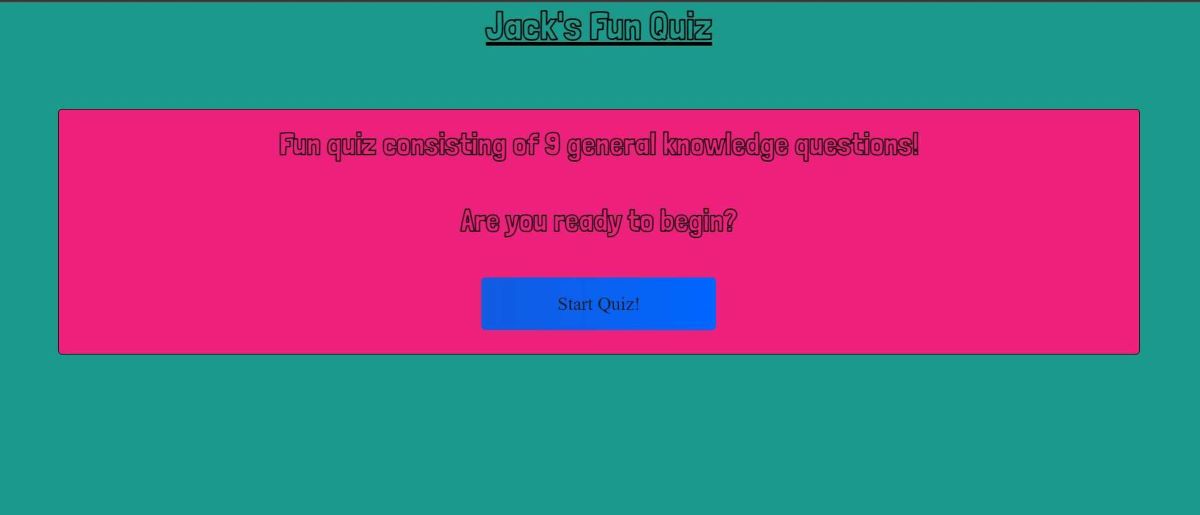 Jack's Fun Quiz
Fun quiz consisting of 9 general knowledge questions!
Are you ready to begin?
Start Quiz!